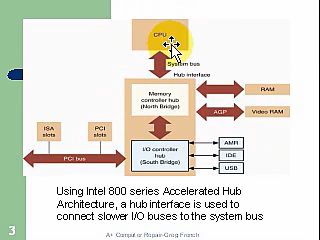 CPU
System bus
Hub interface
Memory
controller hub
(North Bridge)
RAM
AGP
Video RAM
ISA
slots
PCI
slots
PCI bus
I/O controller
hub
(South Bridge)
AMR
IDE
USB
Using Intel 800 series Accelerated Hub
Architecture, a hub interface is used to
connect slower I/O buses to the system bus
3
A+ Computer Repair-Greg French